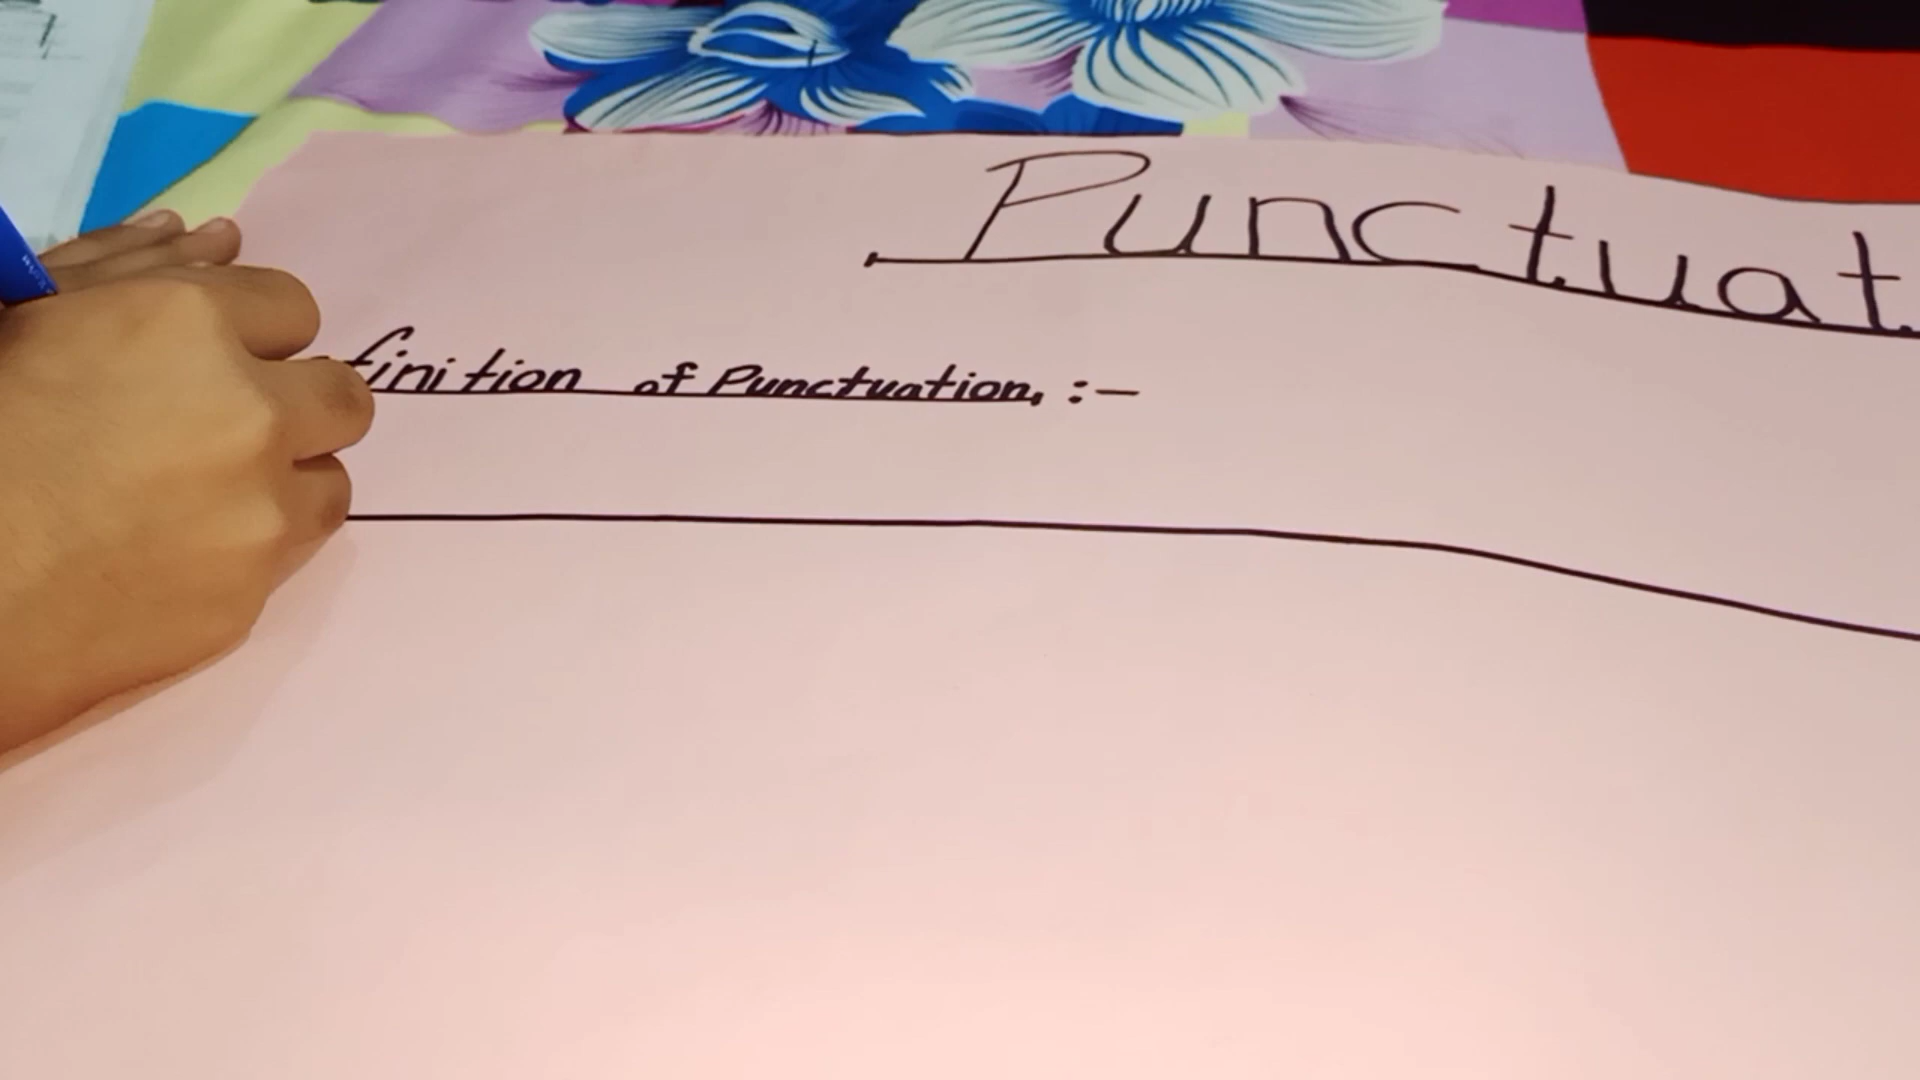 Punctuat
finition of Punctuation, :-